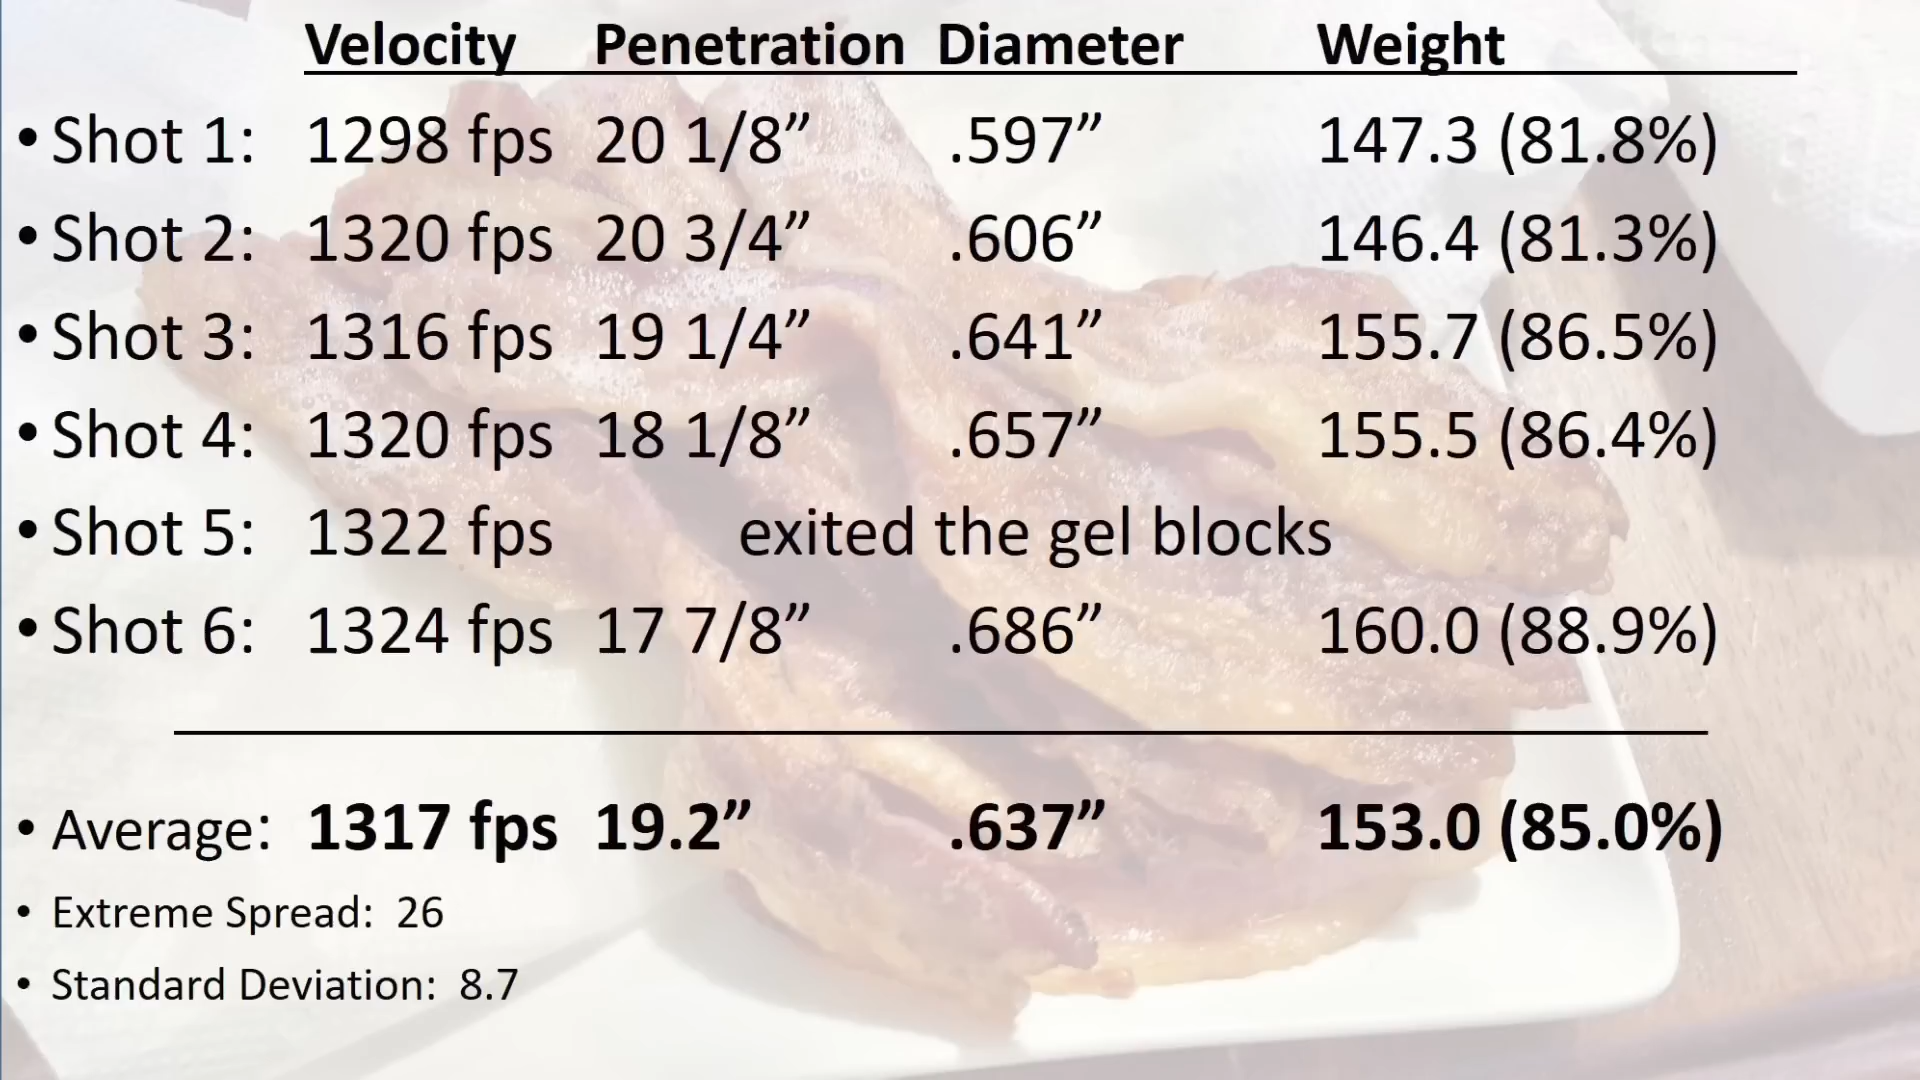 Velocity Penetration Diameter Weight
• Shot 1: 1298 fps 20 1/8” .597” 147.3 (81.8%)
• Shot 2: 1320 fps 20 3/4” .606” 146.4 (81.3%)
• Shot 3: 1316 fps 19 1/4” .641” 155.7 (86.5%)
• Shot 4: 1320 fps 18 1/8” .657” 155.5 (86.4%)
• Shot 5: 1322 fps exited the gel blocks
• Shot 6: 1324 fps 17 7/8” .686” 160.0 (88.9%)
• Average: 1317 fps 19.2” .637” 153.0 (85.0%)
• Extreme Spread: 26
• Standard Deviation: 8.7